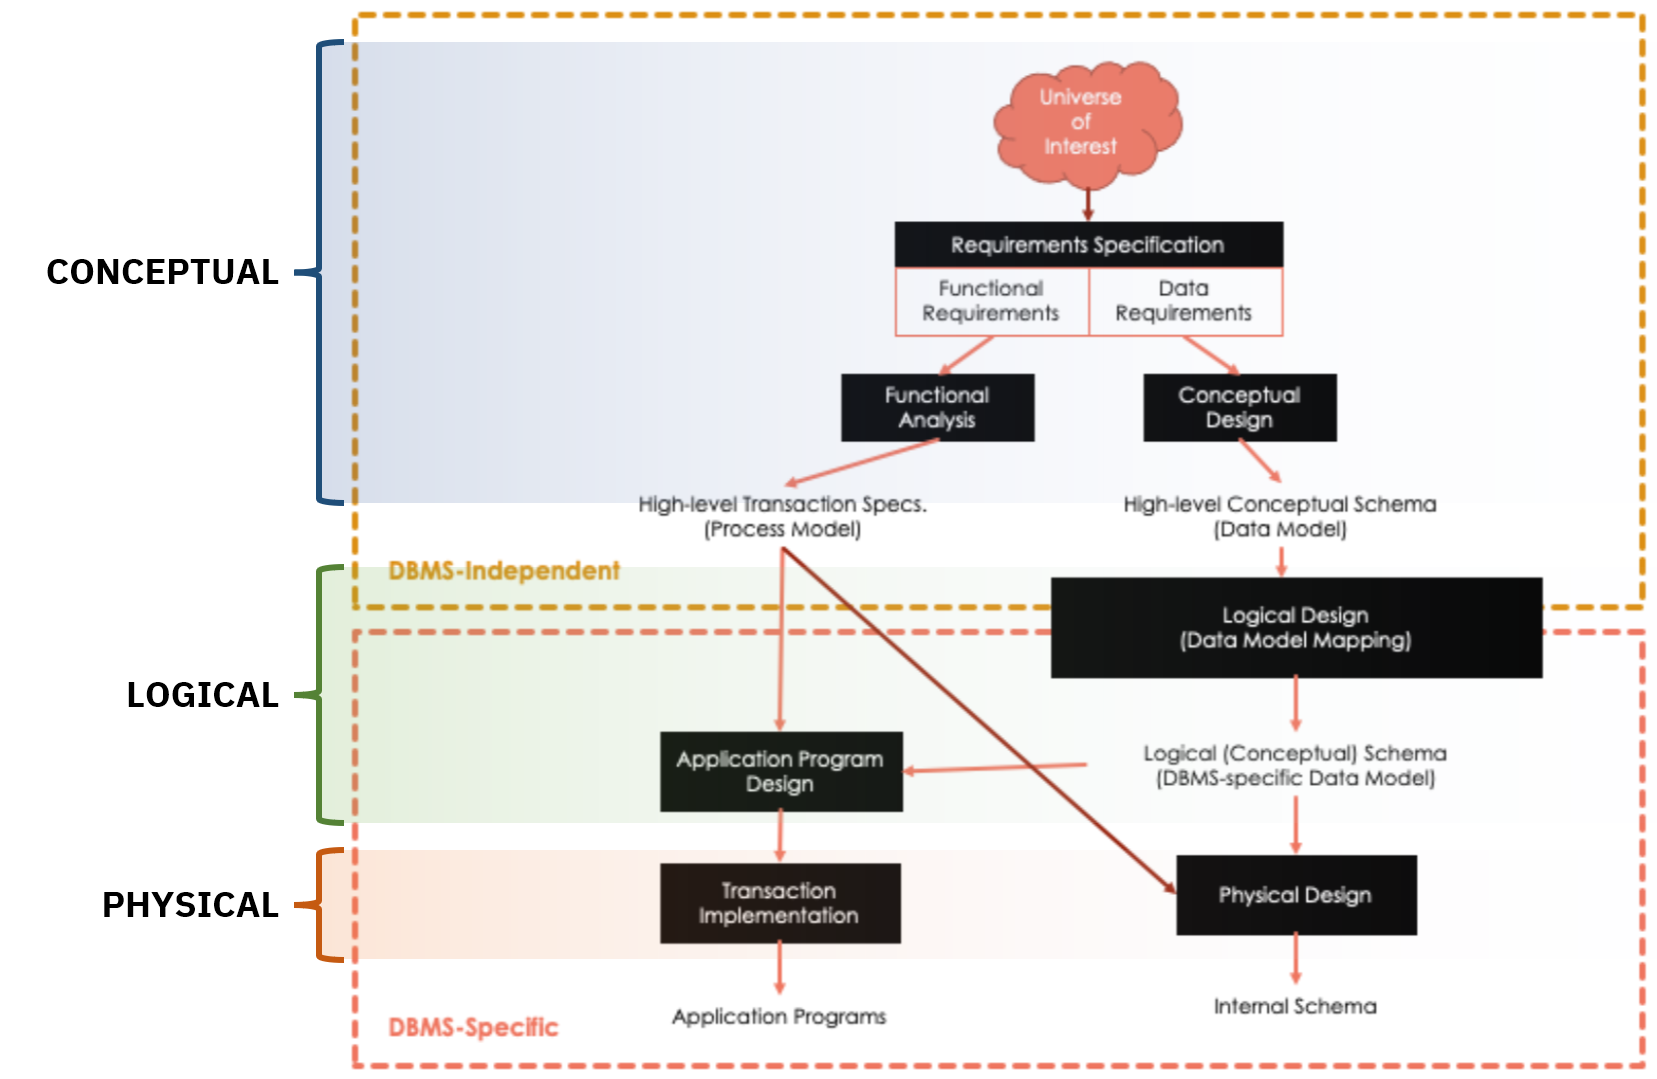 Universe
of
Interest
Requirements Specification
Functional
Requirements
Data
Requirements
CONCEPTUAL
Functional
Analysis
Conceptual
Design
High-level Transaction Specs.
(Process Model)
High-level Conceptual Schema
(Data Model)
DBMS-Independent
Logical Design
(Data Model Mapping)
LOGICAL
Application Program
Design
Logical (Conceptual) Schema
(DBMS-specific Data Model)
PHYSICAL
Transaction
Implementation
Physical Design
Application Programs
Internal Schema
DBMS-Specific